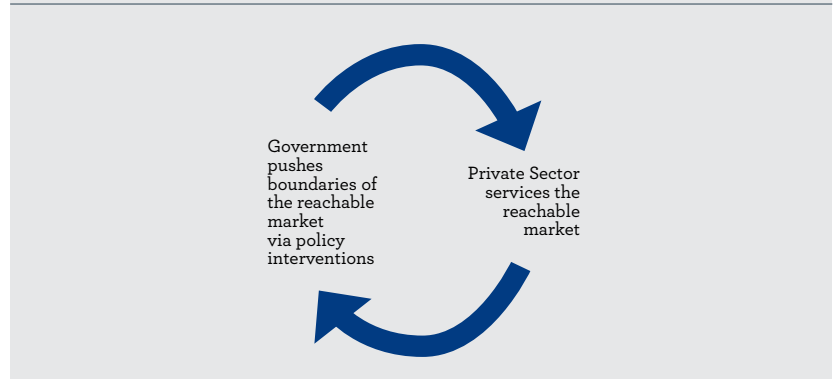 Government
pushes
boundaries of
the reachable
market
via policy
interventions
Private Sector
services the
reachable
market